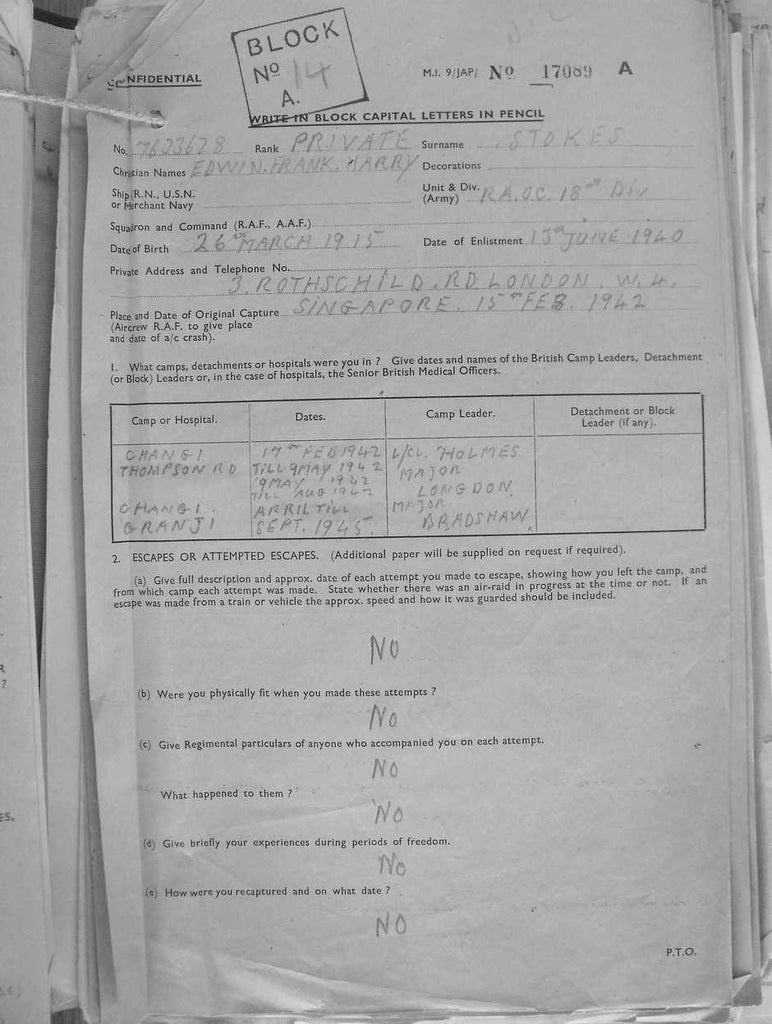 BLOCK
Nº 14
A.
CONFIDENTIAL
M.I. 9/JAP/ Nº 17089 A
WRITE IN BLOCK CAPITAL LETTERS IN PENCIL
No. 7623628 Rank PRIVATE Surname STOKES
Christian Names EDWIN. FRANK. HARRY Decorations
Ship (R.N., U.S.N.
or Merchant Navy
Unit & Div.
(Army) R.A.O.C. 18th Div
Squadron and Command (R.A.F., A.A.F.)
Date of Birth 26th MARCH 1915 Date of Enlistment 13th JUNE 1940
Private Address and Telephone No.
3. ROTHSCHILD. RD. LONDON. W.4.
Place and Date of Original Capture SINGAPORE. 15th FEB. 1942
(Aircrew R.A.F. to give place
and date of a/c crash).
1. What camps, detachments or hospitals were you in ? Give dates and names of the British Camp Leaders, Detachment
(or Block) Leaders or, in the case of hospitals, the Senior British Medical Officers.
Camp or Hospital. Dates. Camp Leader. Detachment or Block
Leader (if any).
CHANGI 17th FEB 1942 L/CL. HOLMES
THOMPSON RD TILL 9 MAY 1942 MAJOR
9 MAY 1942 LONGDON
TILL AUG 1942
CHANGI ARRIL TILL MAJOR
GRANJI SEPT. 1945. BRADSHAW
2. ESCAPES OR ATTEMPTED ESCAPES. (Additional paper will be supplied on request if required).
(a) Give full description and approx. date of each attempt you made to escape, showing how you left the camp, and
from which camp each attempt was made. State whether there was an air-raid in progress at the time or not. If an
escape was made from a train or vehicle the approx. speed and how it was guarded should be included.
NO
(b) Were you physically fit when you made these attempts ?
NO
(c) Give Regimental particulars of anyone who accompanied you on each attempt.
NO
What happened to them ?
NO
(d) Give briefly your experiences during periods of freedom.
NO
(e) How were you recaptured and on what date ?
NO
P.T.O.